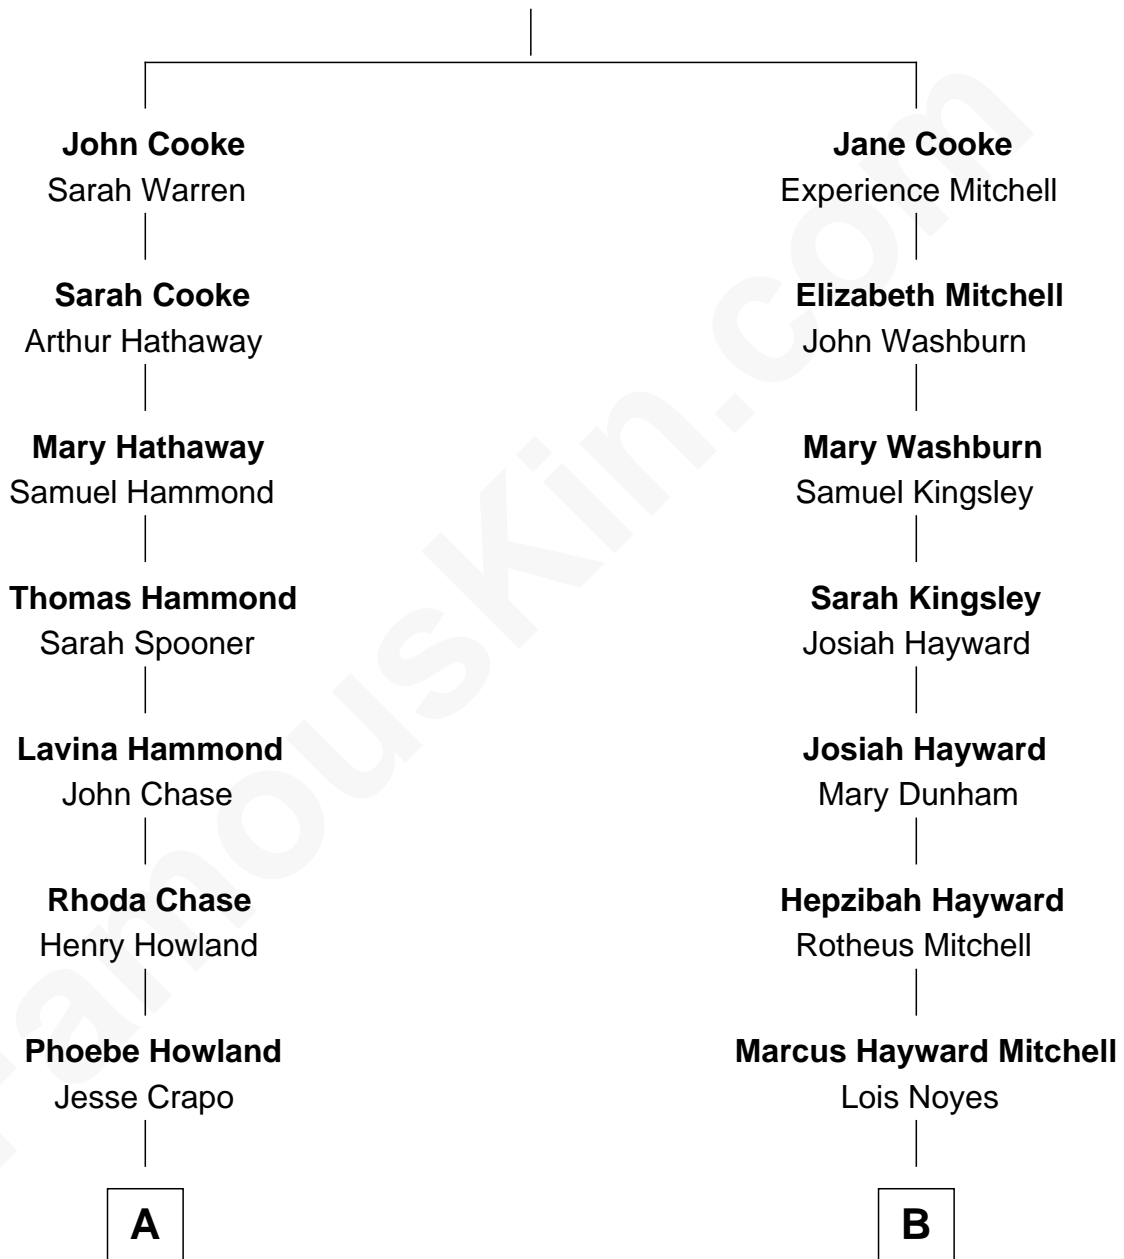 John Cooke
Sarah Warren
Jane Cooke
Experience Mitchell
Sarah Cooke
Arthur Hathaway
Elizabeth Mitchell
John Washburn
Mary Hathaway
Samuel Hammond
Mary Washburn
Samuel Kingsley
Thomas Hammond
Sarah Spooner
Sarah Kingsley
Josiah Hayward
Lavina Hammond
John Chase
Josiah Hayward
Mary Dunham
Rhoda Chase
Henry Howland
Hepzibah Hayward
Rotheus Mitchell
Phoebe Howland
Jesse Crapo
Marcus Hayward Mitchell
Lois Noyes
A
B
FamousKin.com